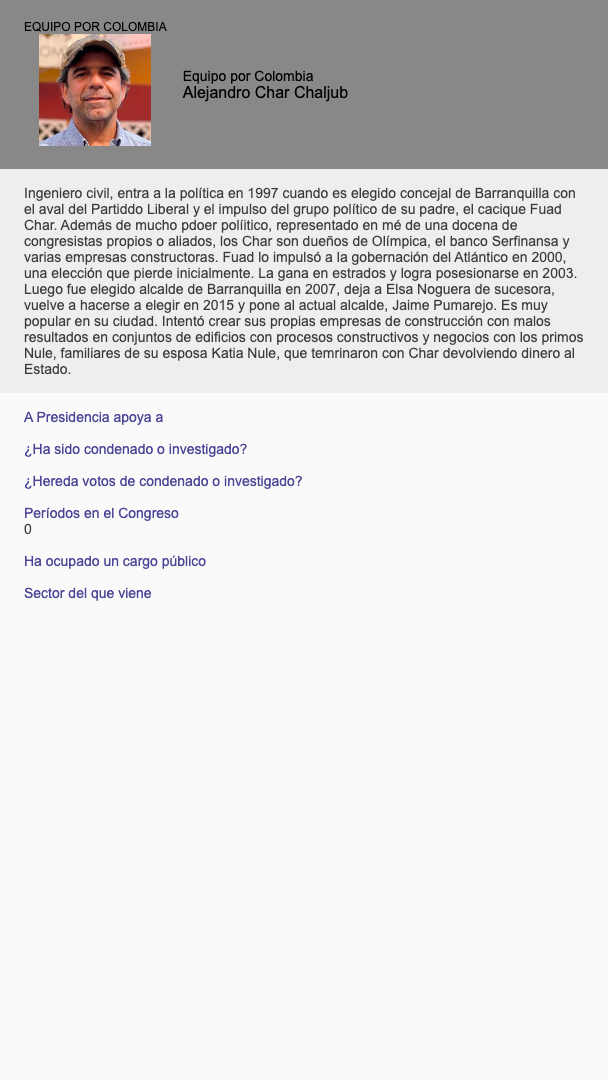 EQUIPO POR COLOMBIA
Equipo por Colombia
Alejandro Char Chaljub
Ingeniero civil, entra a la política en 1997 cuando es elegido concejal de Barranquilla con
el aval del Partiddo Liberal y el impulso del grupo político de su padre, el cacique Fuad
Char. Además de mucho pdoer polííitico, representado en mé de una docena de
congresistas propios o aliados, los Char son dueños de Olímpica, el banco Serfinansa y
varias empresas constructoras. Fuad lo impulsó a la gobernación del Atlántico en 2000,
una elección que pierde inicialmente. La gana en estrados y logra posesionarse en 2003.
Luego fue elegido alcalde de Barranquilla en 2007, deja a Elsa Noguera de sucesora,
vuelve a hacerse a elegir en 2015 y pone al actual alcalde, Jaime Pumarejo. Es muy
popular en su ciudad. Intentó crear sus propias empresas de construcción con malos
resultados en conjuntos de edificios con procesos constructivos y negocios con los primos
Nule, familiares de su esposa Katia Nule, que temrinaron con Char devolviendo dinero al
Estado.
A Presidencia apoya a
¿Ha sido condenado o investigado?
¿Hereda votos de condenado o investigado?
Períodos en el Congreso
0
Ha ocupado un cargo público
Sector del que viene